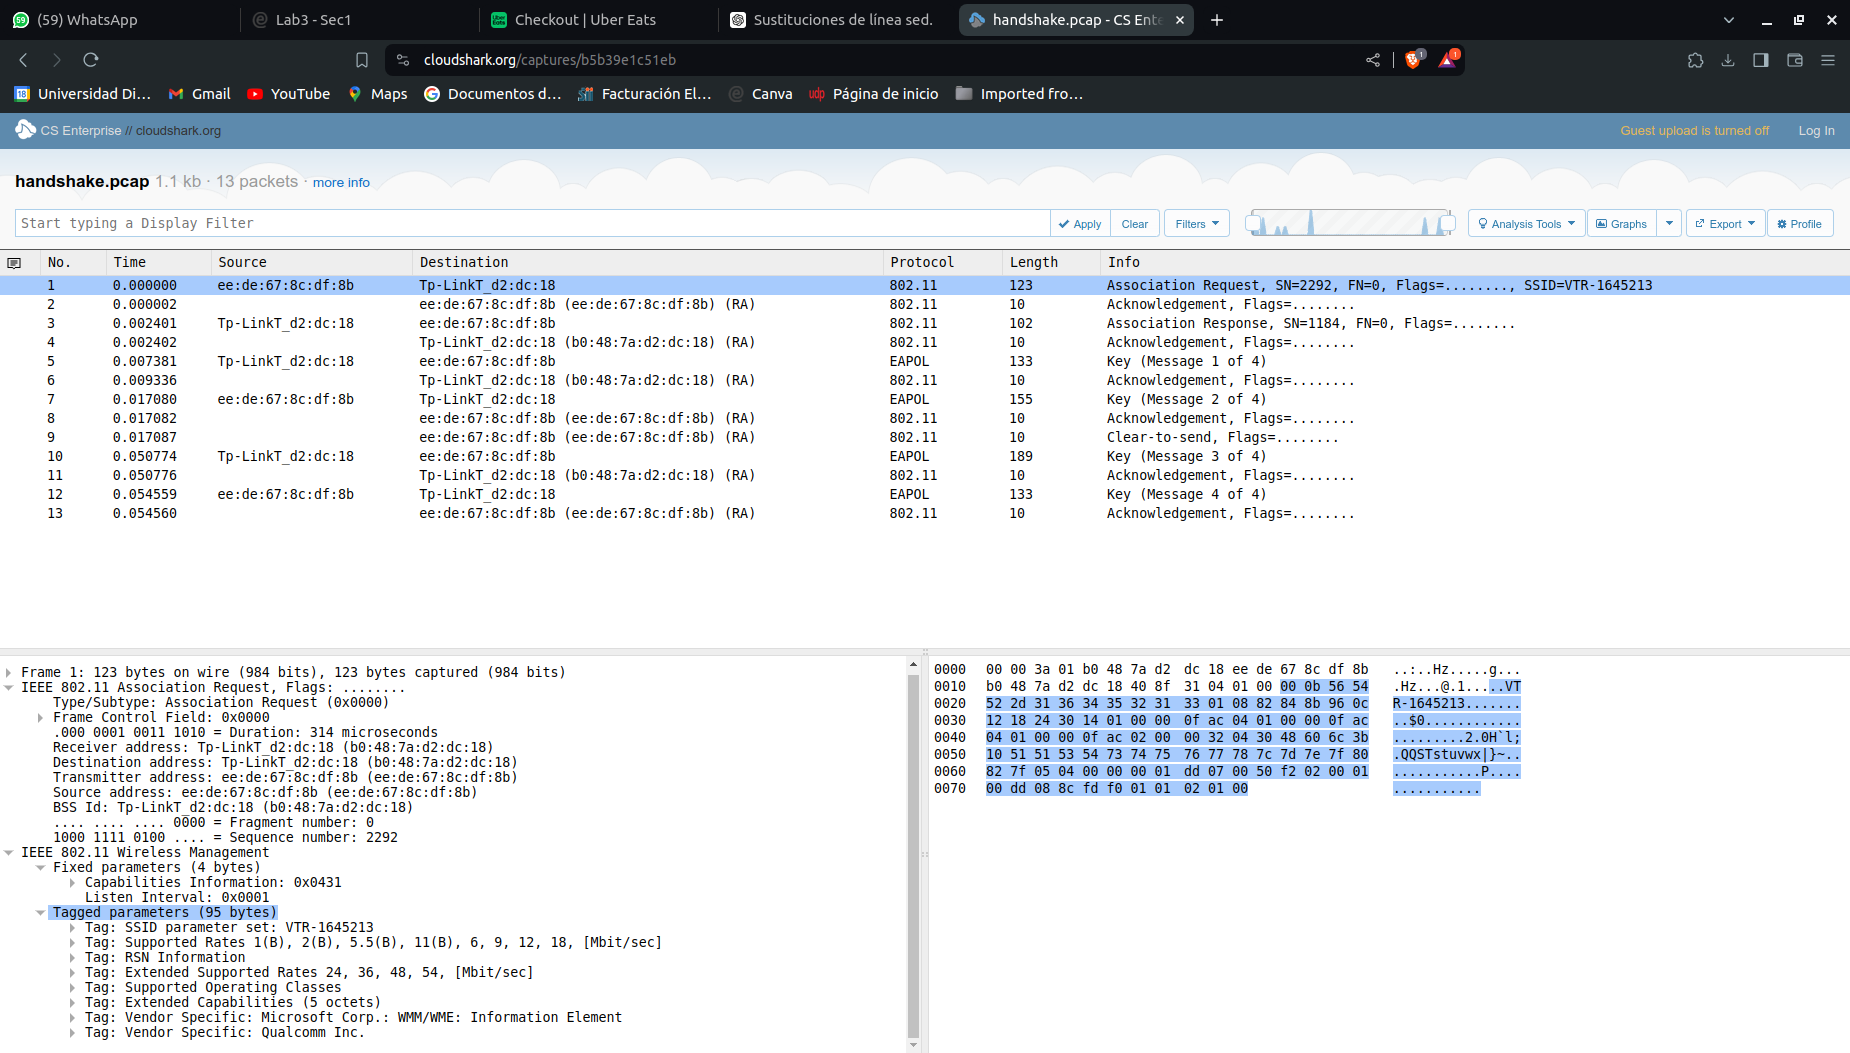 (59) WhatsApp
Lab3 - Sec1
Checkout | Uber Eats
Sustituciones de línea sed.
handshake.pcap - CS Ente
cloudshark.org/captures/b5b39e1c51eb
1
1
Universidad Di...
Gmail
YouTube
Maps
Documentos d...
Facturación El...
Canva
udp Página de inicio
Imported fro...
CS Enterprise // cloudshark.org
Guest upload is turned off
Log In
handshake.pcap 1.1 kb · 13 packets · more info
Start typing a Display Filter
Apply
Clear
Filters
Analysis Tools
Graphs
Export
Profile
No. Time Source Destination Protocol Length Info
1 0.000000 ee:de:67:8c:df:8b Tp-LinkT_d2:dc:18 802.11 123 Association Request, SN=2292, FN=0, Flags=........, SSID=VTR-1645213
2 0.000002 ee:de:67:8c:df:8b (ee:de:67:8c:df:8b) (RA) 802.11 10 Acknowledgement, Flags=........
3 0.002401 Tp-LinkT_d2:dc:18 ee:de:67:8c:df:8b 802.11 102 Association Response, SN=1184, FN=0, Flags=........
4 0.002402 Tp-LinkT_d2:dc:18 (b0:48:7a:d2:dc:18) (RA) 802.11 10 Acknowledgement, Flags=........
5 0.007381 Tp-LinkT_d2:dc:18 ee:de:67:8c:df:8b EAPOL 133 Key (Message 1 of 4)
6 0.009336 Tp-LinkT_d2:dc:18 (b0:48:7a:d2:dc:18) (RA) 802.11 10 Acknowledgement, Flags=........
7 0.017080 ee:de:67:8c:df:8b Tp-LinkT_d2:dc:18 EAPOL 155 Key (Message 2 of 4)
8 0.017082 ee:de:67:8c:df:8b (ee:de:67:8c:df:8b) (RA) 802.11 10 Acknowledgement, Flags=........
9 0.017087 ee:de:67:8c:df:8b (ee:de:67:8c:df:8b) (RA) 802.11 10 Clear-to-send, Flags=........
10 0.050774 Tp-LinkT_d2:dc:18 ee:de:67:8c:df:8b EAPOL 189 Key (Message 3 of 4)
11 0.050776 Tp-LinkT_d2:dc:18 (b0:48:7a:d2:dc:18) (RA) 802.11 10 Acknowledgement, Flags=........
12 0.054559 ee:de:67:8c:df:8b Tp-LinkT_d2:dc:18 EAPOL 133 Key (Message 4 of 4)
13 0.054560 ee:de:67:8c:df:8b (ee:de:67:8c:df:8b) (RA) 802.11 10 Acknowledgement, Flags=........
Frame 1: 123 bytes on wire (984 bits), 123 bytes captured (984 bits)
IEEE 802.11 Association Request, Flags: ........
Type/Subtype: Association Request (0x0000)
Frame Control Field: 0x0000
.000 0001 0011 1010 = Duration: 314 microseconds
Receiver address: Tp-LinkT_d2:dc:18 (b0:48:7a:d2:dc:18)
Destination address: Tp-LinkT_d2:dc:18 (b0:48:7a:d2:dc:18)
Transmitter address: ee:de:67:8c:df:8b (ee:de:67:8c:df:8b)
Source address: ee:de:67:8c:df:8b (ee:de:67:8c:df:8b)
BSS Id: Tp-LinkT_d2:dc:18 (b0:48:7a:d2:dc:18)
.... .... .... 0000 = Fragment number: 0
1000 1111 0100 .... = Sequence number: 2292
IEEE 802.11 Wireless Management
Fixed parameters (4 bytes)
Capabilities Information: 0x0431
Listen Interval: 0x0001
Tagged parameters (95 bytes)
Tag: SSID parameter set: VTR-1645213
Tag: Supported Rates 1(B), 2(B), 5.5(B), 11(B), 6, 9, 12, 18, [Mbit/sec]
Tag: RSN Information
Tag: Extended Supported Rates 24, 36, 48, 54, [Mbit/sec]
Tag: Supported Operating Classes
Tag: Extended Capabilities (5 octets)
Tag: Vendor Specific: Microsoft Corp.: WMM/WME: Information Element
Tag: Vendor Specific: Qualcomm Inc.
0000 00 00 3a 01 b0 48 7a d2 dc 18 ee de 67 8c df 8b ..:..Hz.....g...
0010 b0 48 7a d2 dc 18 40 8f 31 04 01 00 00 0b 56 54 .Hz...@.1.....VT
0020 52 2d 31 36 34 35 32 31 33 01 08 82 84 8b 96 0c R-1645213.......
0030 12 18 24 30 14 01 00 00 0f ac 04 01 00 00 0f ac ..$0............
0040 04 01 00 00 0f ac 02 00 00 32 04 30 48 60 6c 3b .........2.0H`l;
0050 10 51 51 53 54 73 74 75 76 77 78 7c 7d 7e 7f 80 .QQSTstuvwx|}~..
0060 82 7f 05 04 00 00 00 01 dd 07 00 50 f2 02 00 01 ...........P....
0070 00 dd 08 8c fd f0 01 01 02 01 00 ...........